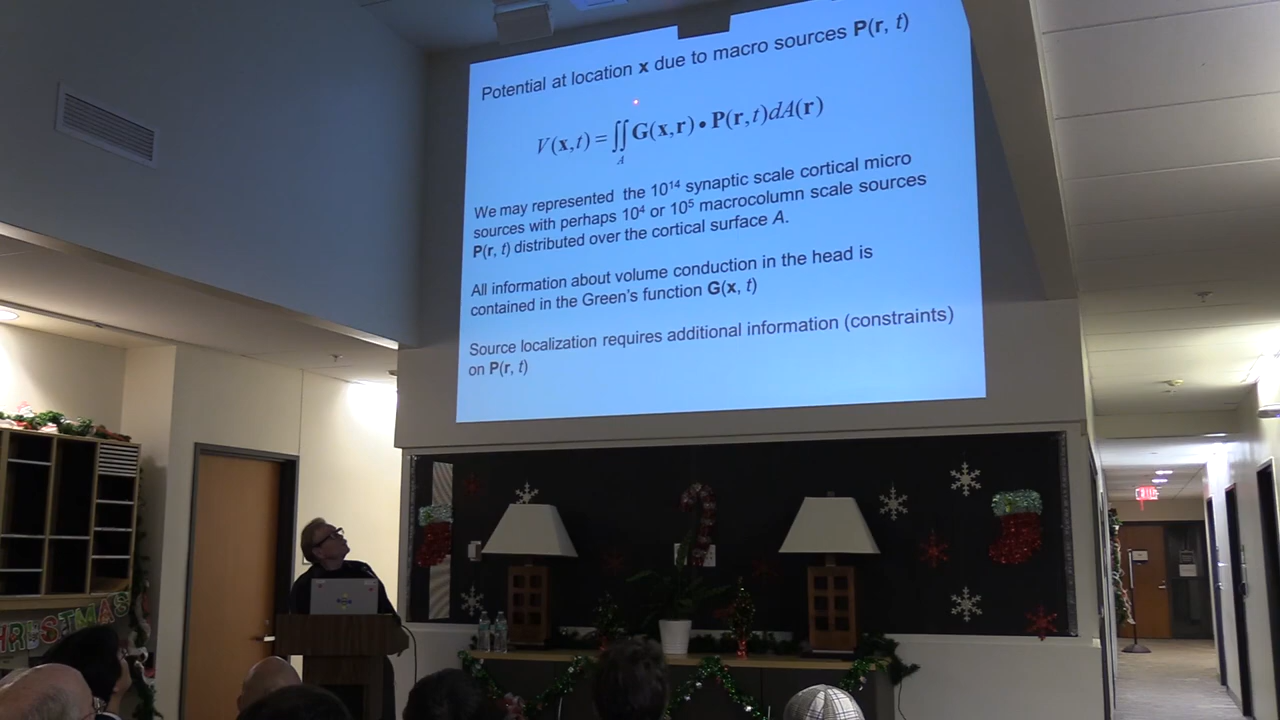 Potential at location x due to macro sources P(r, t)
V(x,t) = ∬ G(x,r) • P(r,t)dA(r)
A
We may represented the 10¹⁴ synaptic scale cortical micro
sources with perhaps 10⁴ or 10⁵ macrocolumn scale sources
P(r, t) distributed over the cortical surface A.
All information about volume conduction in the head is
contained in the Green's function G(x, t)
Source localization requires additional information (constraints)
on P(r, t)
EXIT
CHRISTMAS